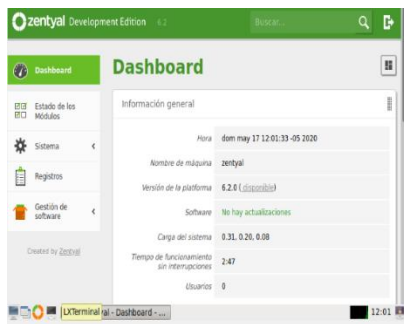 zentyal Development Edition 6.2
Buscar...
Dashboard
Estado de los
Módulos
Sistema
Registros
Gestión de
software
Created by Zentyal
Dashboard
Información general
Hora dom may 17 12:01:33 -05 2020
Nombre de máquina zentyal
Versión de la plataforma 6.2.0 (disponible)
Software No hay actualizaciones
Carga del sistema 0.31, 0.20, 0.08
Tiempo de funcionamiento
sin interrupciones 2:47
Usuarios 0
LXTerminal yal - Dashboard - ... 12:01